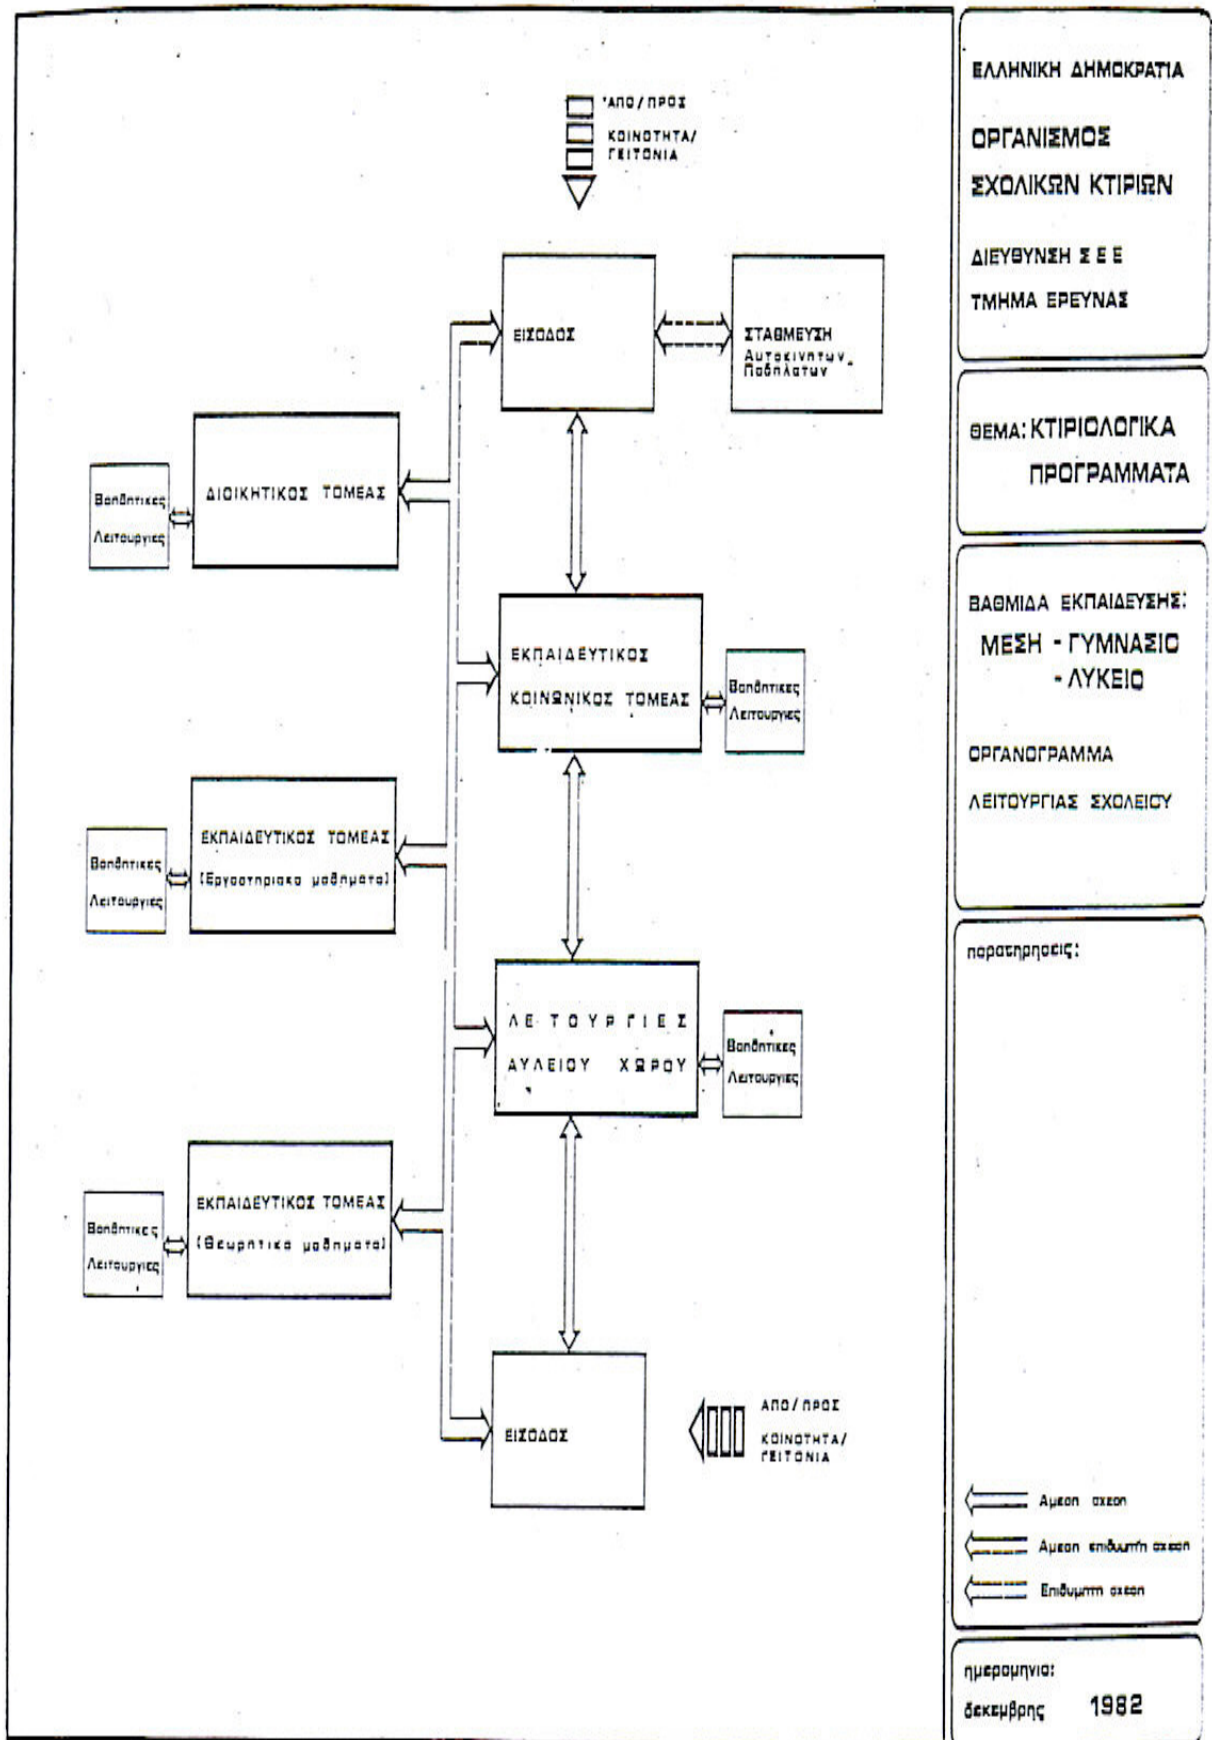 'ΑΠΟ/ΠΡΟΣ
ΚΟΙΝΟΤΗΤΑ/
ΓΕΙΤΟΝΙΑ
ΕΙΣΟΔΟΣ
ΣΤΑΘΜΕΥΣΗ
Αυτοκινητων
Ποδηλατων
ΔΙΟΙΚΗΤΙΚΟΣ ΤΟΜΕΑΣ
Βοηθητικες
Λειτουργιες
ΕΚΠΑΙΔΕΥΤΙΚΟΣ
ΚΟΙΝΩΝΙΚΟΣ ΤΟΜΕΑΣ
Βοηθητικες
Λειτουργιες
ΕΚΠΑΙΔΕΥΤΙΚΟΣ ΤΟΜΕΑΣ
(Εργαστηριακα μαθηματα)
Βοηθητικες
Λειτουργιες
ΛΕΙΤΟΥΡΓΙΕΣ
ΑΥΛΕΙΟΥ ΧΩΡΟΥ
Βοηθητικες
Λειτουργιες
ΕΚΠΑΙΔΕΥΤΙΚΟΣ ΤΟΜΕΑΣ
(Θεωρητικα μαθηματα)
Βοηθητικες
Λειτουργιες
ΕΙΣΟΔΟΣ
ΑΠΟ/ΠΡΟΣ
ΚΟΙΝΟΤΗΤΑ/
ΓΕΙΤΟΝΙΑ
ΕΛΛΗΝΙΚΗ ΔΗΜΟΚΡΑΤΙΑ
ΟΡΓΑΝΙΣΜΟΣ
ΣΧΟΛΙΚΩΝ ΚΤΙΡΙΩΝ
ΔΙΕΥΘΥΝΣΗ Σ Ε Ε
ΤΜΗΜΑ ΕΡΕΥΝΑΣ
ΘΕΜΑ: ΚΤΙΡΙΟΛΟΓΙΚΑ
ΠΡΟΓΡΑΜΜΑΤΑ
ΒΑΘΜΙΔΑ ΕΚΠΑΙΔΕΥΣΗΣ:
ΜΕΣΗ - ΓΥΜΝΑΣΙΟ
- ΛΥΚΕΙΟ
ΟΡΓΑΝΟΓΡΑΜΜΑ
ΛΕΙΤΟΥΡΓΙΑΣ ΣΧΟΛΕΙΟΥ
παρατηρησεις:
Αμεση σχεση
Αμεση επιθυμητή σχεση
Επιθυμητη σχεση
ημερομηνια:
δεκεμβρης 1982